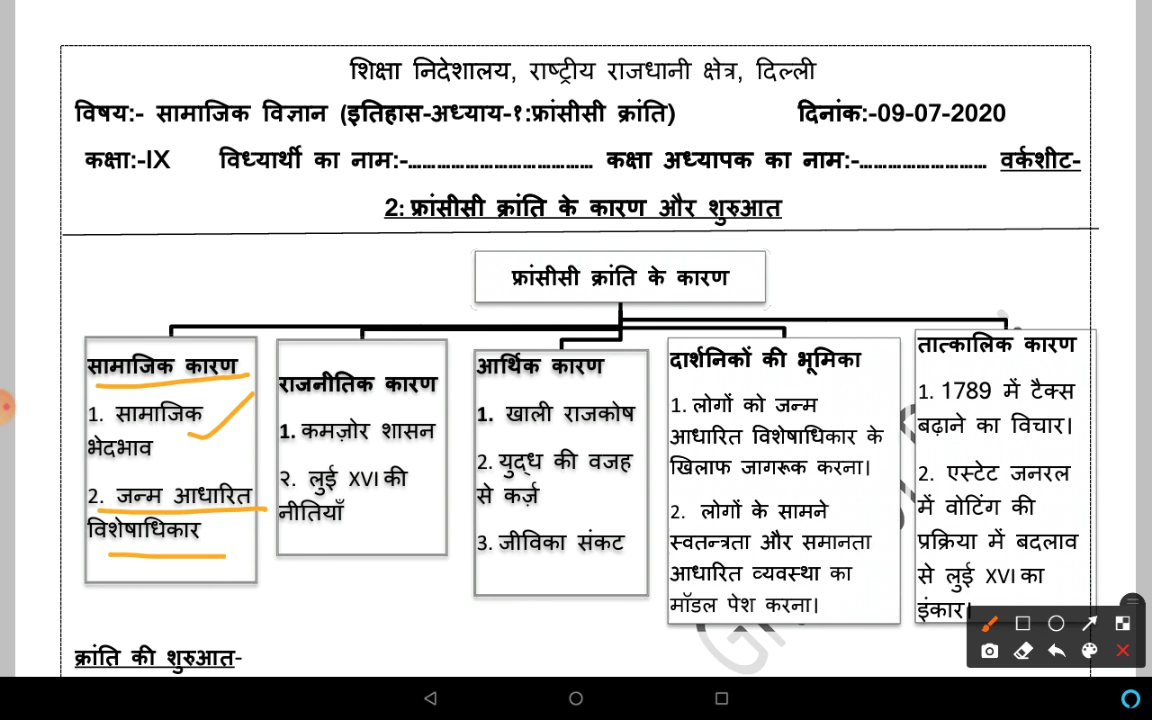 शिक्षा निदेशालय, राष्ट्रीय राजधानी क्षेत्र, दिल्ली
विषय:- सामाजिक विज्ञान (इतिहास-अध्याय-१:फ्रांसीसी क्रांति) दिनांक:-09-07-2020
कक्षा:-IX विध्यार्थी का नाम:-.................................... कक्षा अध्यापक का नाम:-......................... वर्कशीट-
2: फ्रांसीसी क्रांति के कारण और शुरुआत
फ्रांसीसी क्रांति के कारण
सामाजिक कारण
1. सामाजिक
भेदभाव
2. जन्म आधारित
विशेषाधिकार
राजनीतिक कारण
1. कमज़ोर शासन
२. लुई XVI की
नीतियाँ
आर्थिक कारण
1. खाली राजकोष
2. युद्ध की वजह
से कर्ज़
3. जीविका संकट
दार्शनिकों की भूमिका
1. लोगों को जन्म
आधारित विशेषाधिकार के
खिलाफ जागरूक करना।
2. लोगों के सामने
स्वतन्त्रता और समानता
आधारित व्यवस्था का
मॉडल पेश करना।
तात्कालिक कारण
1. 1789 में टैक्स
बढ़ाने का विचार।
2. एस्टेट जनरल
में वोटिंग की
प्रक्रिया में बदलाव
से लुई XVI का
इंकार।
क्रांति की शुरुआत-